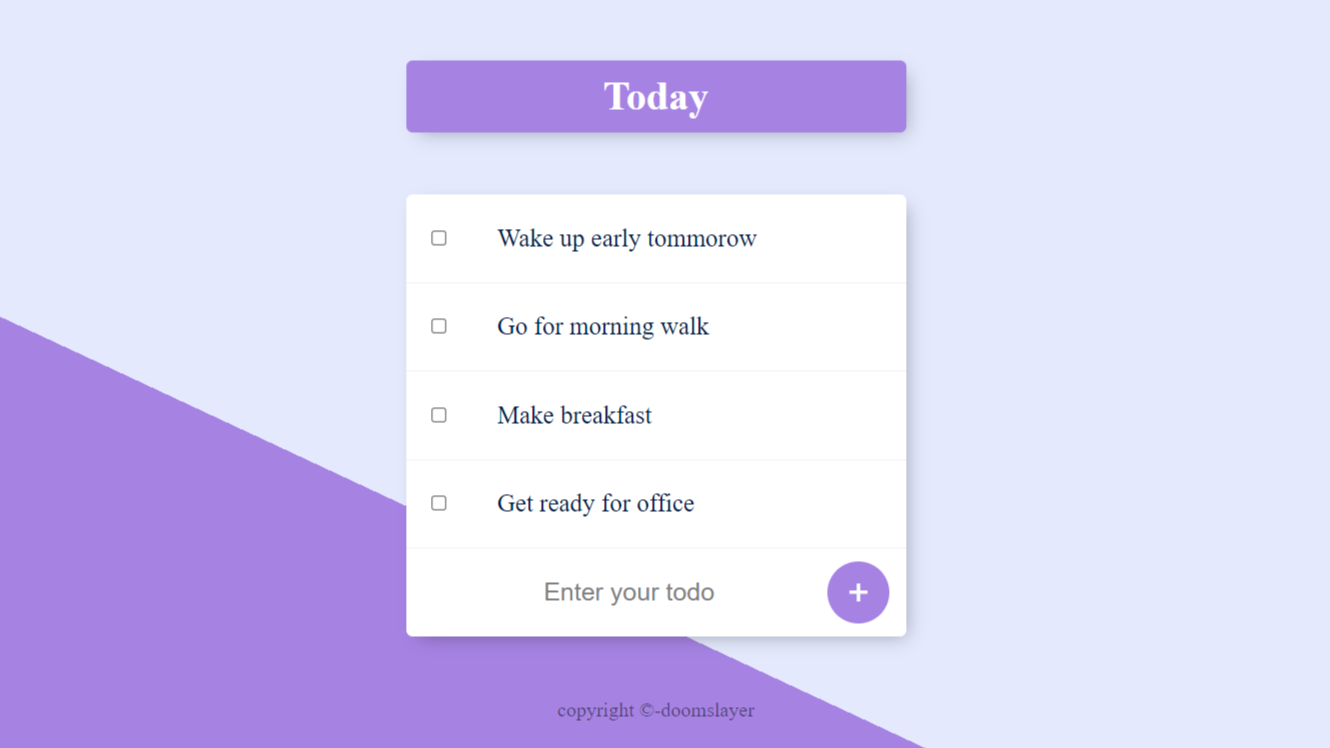 Today
Wake up early tommorow
Go for morning walk
Make breakfast
Get ready for office
Enter your todo +
copyright ©-doomslayer